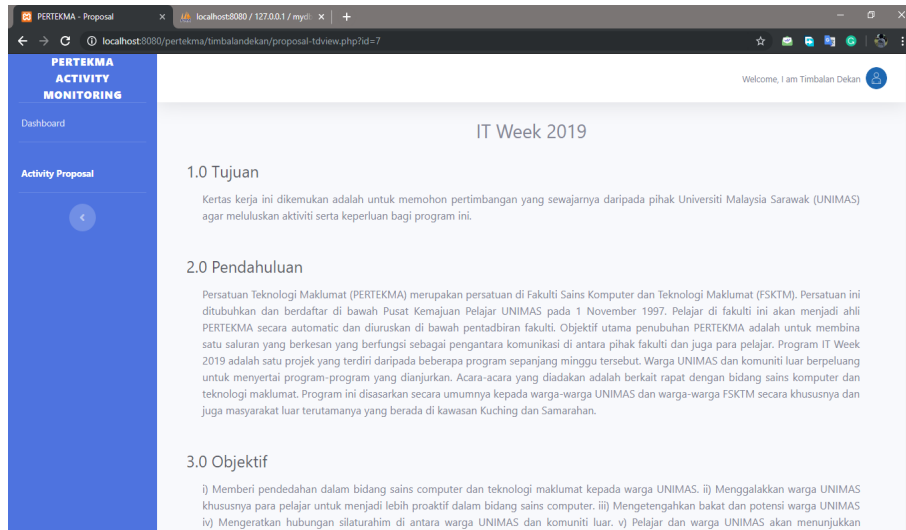 PERTEKMA - Proposal
localhost:8080 / 127.0.0.1 / mydb
localhost:8080/pertekma/timbalandekan/proposal-tdview.php?id=7
PERTEKMA
ACTIVITY
MONITORING
Dashboard
Activity Proposal
Welcome, I am Timbalan Dekan
IT Week 2019
1.0 Tujuan
Kertas kerja ini dikemukan adalah untuk memohon pertimbangan yang sewajarnya daripada pihak Universiti Malaysia Sarawak (UNIMAS)
agar meluluskan aktiviti serta keperluan bagi program ini.
2.0 Pendahuluan
Persatuan Teknologi Maklumat (PERTEKMA) merupakan persatuan di Fakulti Sains Komputer dan Teknologi Maklumat (FSKTM). Persatuan ini
ditubuhkan dan berdaftar di bawah Pusat Kemajuan Pelajar UNIMAS pada 1 November 1997. Pelajar di fakulti ini akan menjadi ahli
PERTEKMA secara automatic dan diuruskan di bawah pentadbiran fakulti. Objektif utama penubuhan PERTEKMA adalah untuk membina
satu saluran yang berkesan yang berfungsi sebagai pengantara komunikasi di antara pihak fakulti dan juga para pelajar. Program IT Week
2019 adalah satu projek yang terdiri daripada beberapa program sepanjang minggu tersebut. Warga UNIMAS dan komuniti luar berpeluang
untuk menyertai program-program yang dianjurkan. Acara-acara yang diadakan adalah berkait rapat dengan bidang sains komputer dan
teknologi maklumat. Program ini disasarkan secara umumnya kepada warga-warga UNIMAS dan warga-warga FSKTM secara khususnya dan
juga masyarakat luar terutamanya yang berada di kawasan Kuching dan Samarahan.
3.0 Objektif
i) Memberi pendedahan dalam bidang sains computer dan teknologi maklumat kepada warga UNIMAS. ii) Menggalakkan warga UNIMAS
khususnya para pelajar untuk menjadi lebih proaktif dalam bidang sains computer. iii) Mengetengahkan bakat dan potensi warga UNIMAS
iv) Mengeratkan hubungan silaturahim di antara warga UNIMAS dan komuniti luar. v) Pelajar dan warga UNIMAS akan menunjukkan